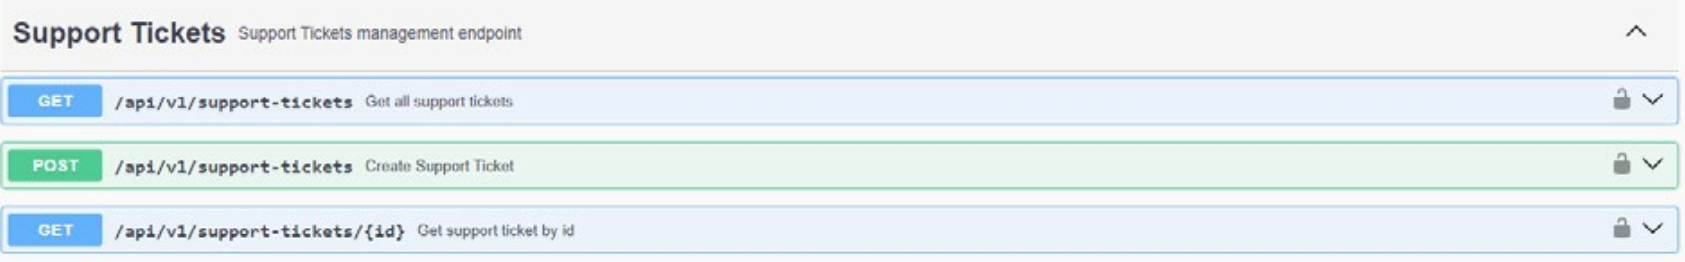 Support Tickets Support Tickets management endpoint
GET /api/v1/support-tickets Get all support tickets
POST /api/v1/support-tickets Create Support Ticket
GET /api/v1/support-tickets/{id} Get support ticket by id